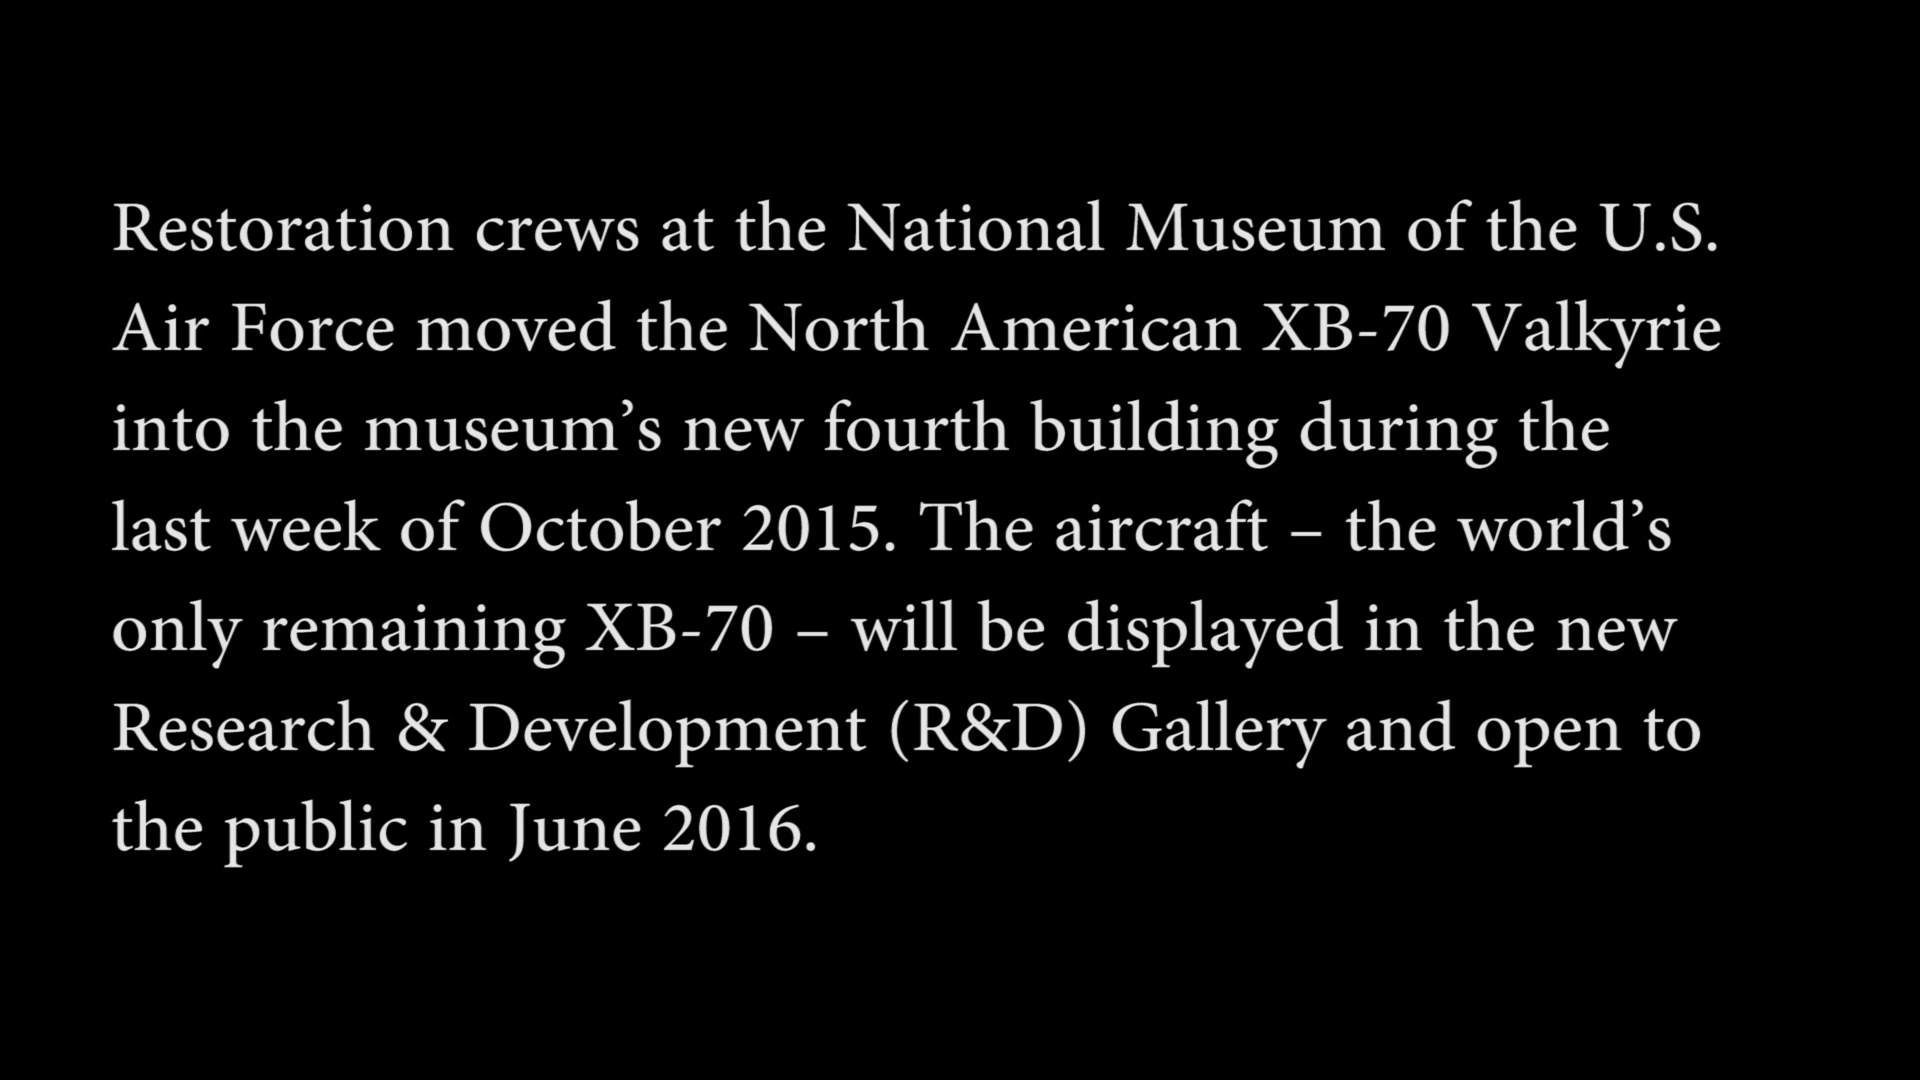 Restoration crews at the National Museum of the U.S.
Air Force moved the North American XB-70 Valkyrie
into the museum’s new fourth building during the
last week of October 2015. The aircraft – the world’s
only remaining XB-70 – will be displayed in the new
Research & Development (R&D) Gallery and open to
the public in June 2016.